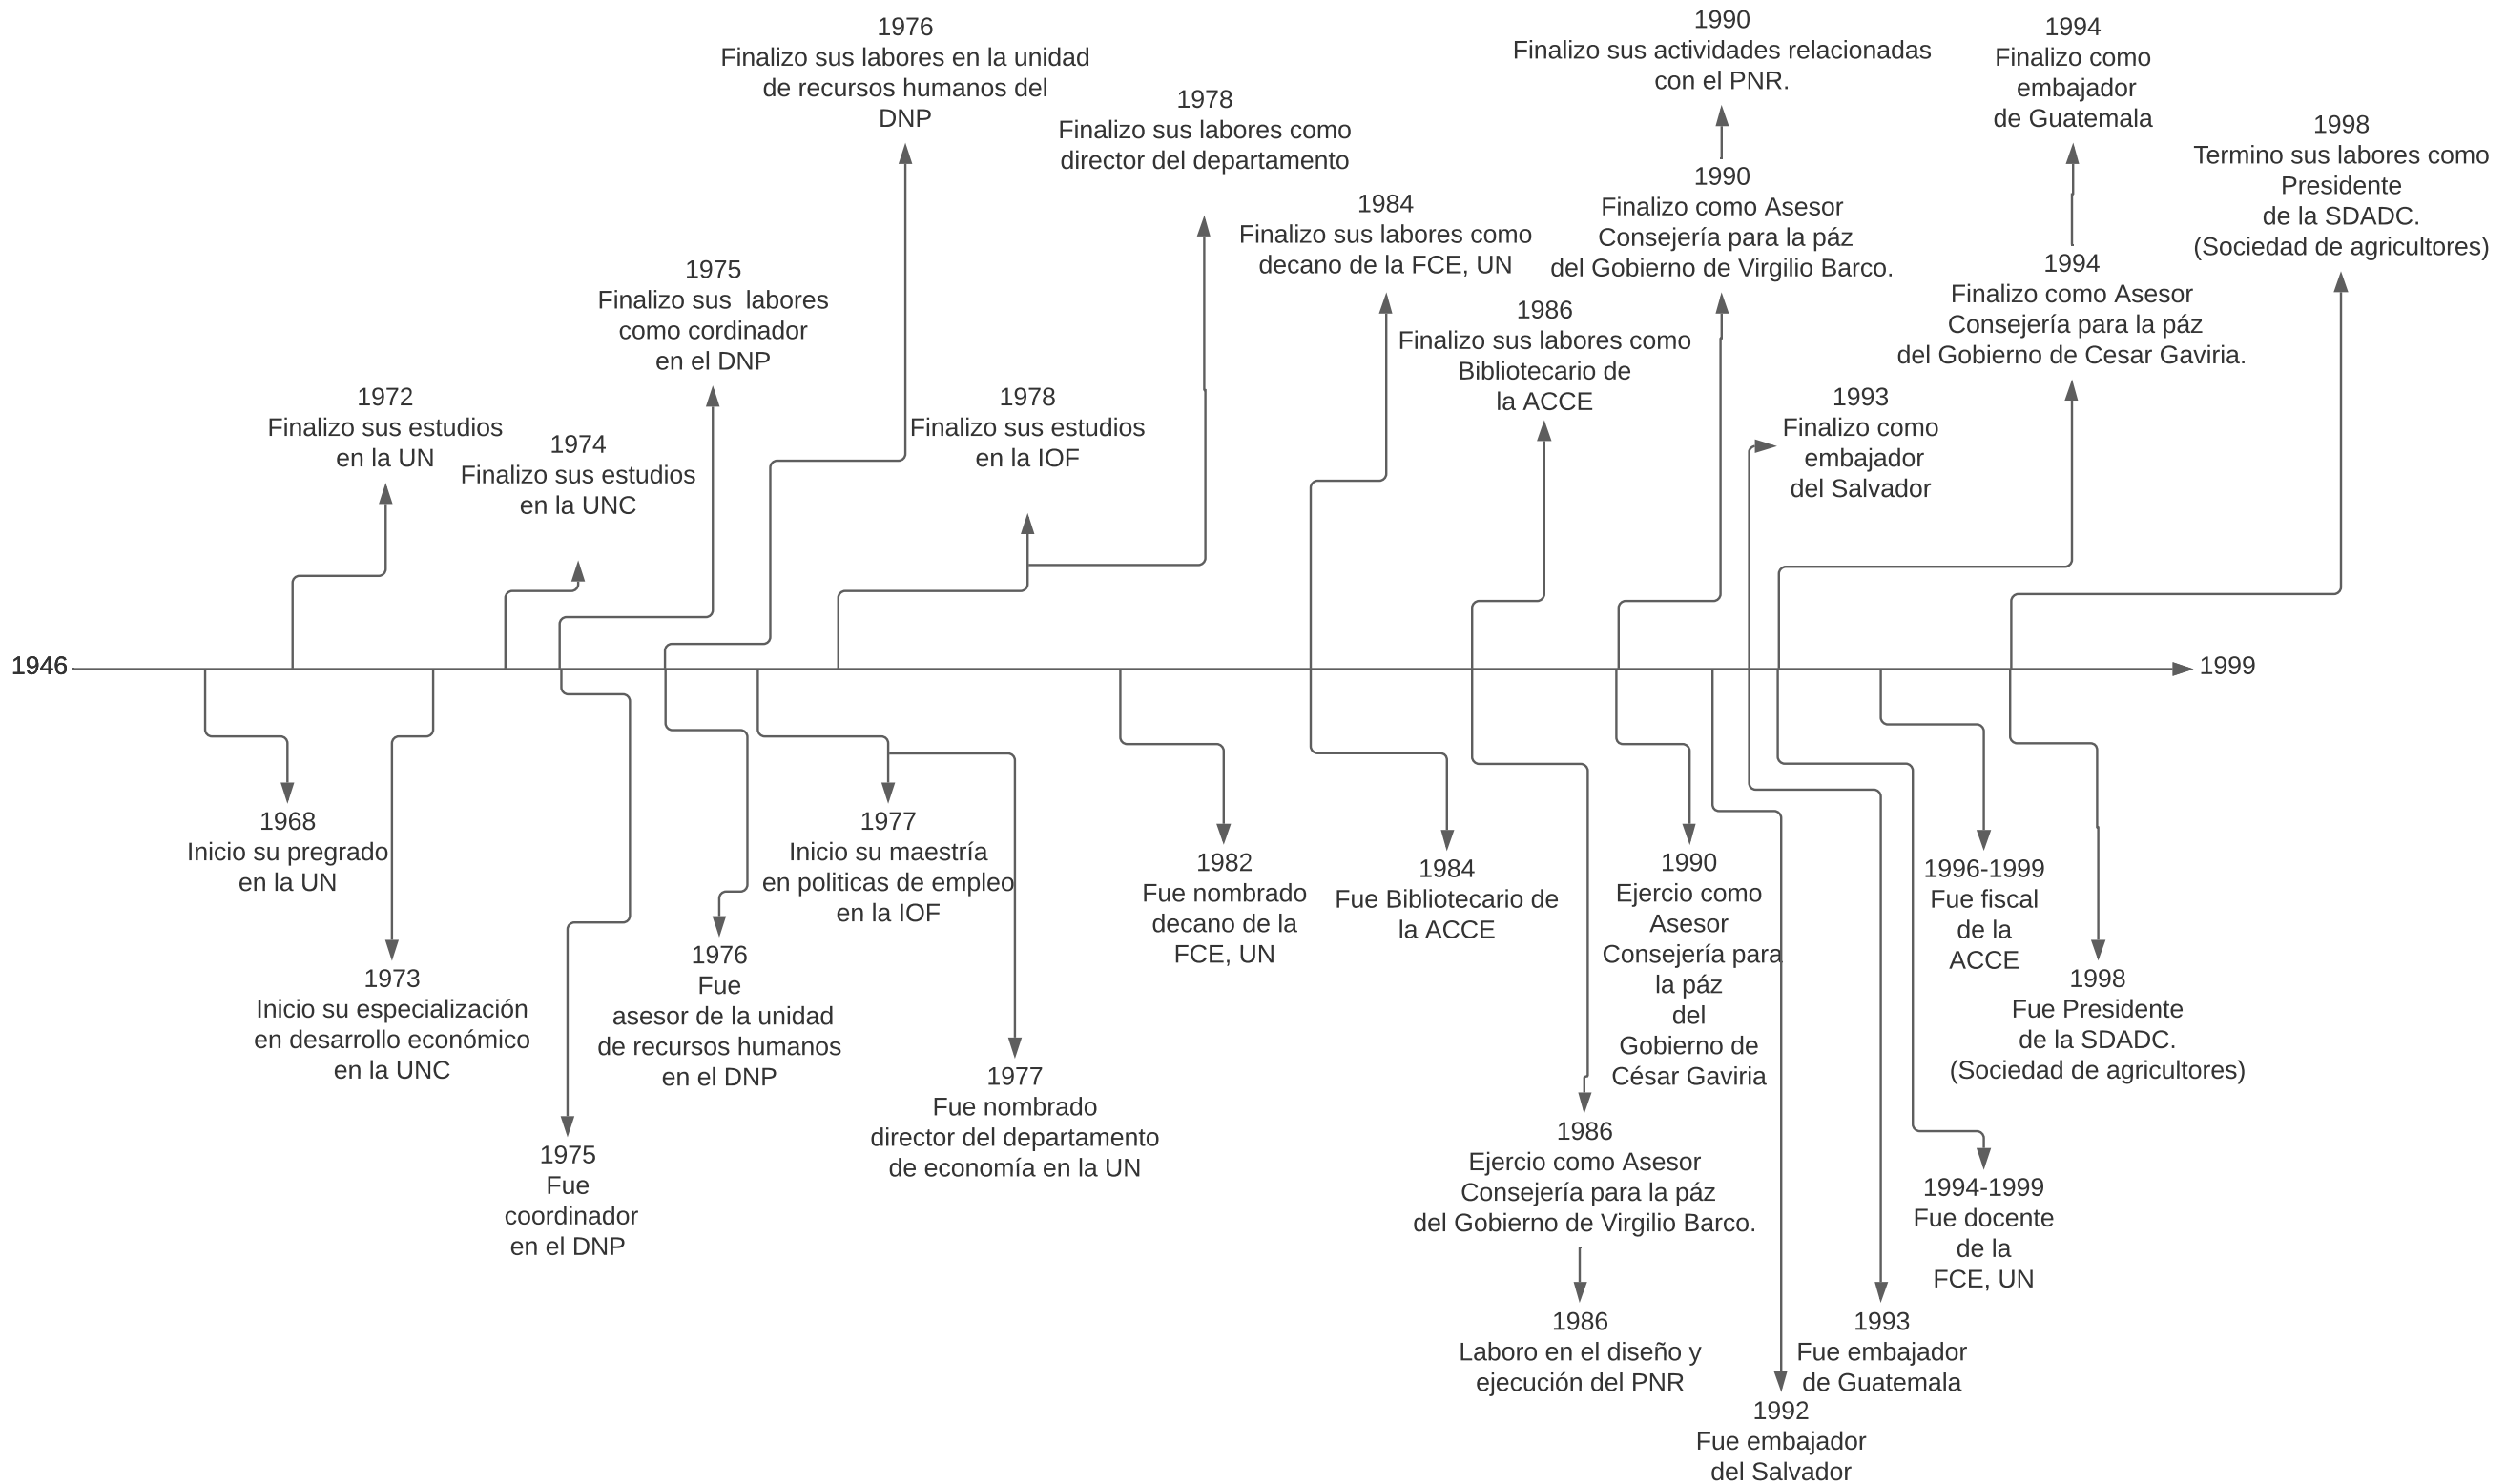 1976
Finalizo sus labores en la unidad
de recursos humanos del
DNP
1978
Finalizo sus labores como
director del departamento
1990
Finalizo sus actividades relacionadas
con el PNR.
1994
Finalizo como
embajador
de Guatemala
1998
Termino sus labores como
Presidente
de la SDADC.
(Sociedad de agricultores)
1984
Finalizo sus labores como
decano de la FCE, UN
1990
Finalizo como Asesor
Consejería para la páz
del Gobierno de Virgilio Barco.
1975
Finalizo sus  labores
como cordinador
en el DNP
1986
Finalizo sus labores como
Bibliotecario de
la ACCE
1994
Finalizo como Asesor
Consejería para la páz
del Gobierno de Cesar Gaviria.
1972
Finalizo sus estudios
en la UN
1974
Finalizo sus estudios
en la UNC
1978
Finalizo sus estudios
en la IOF
1993
Finalizo como
embajador
del Salvador
1946
1999
1968
Inicio su pregrado
en la UN
1973
Inicio su especialización
en desarrollo económico
en la UNC
1975
Fue
coordinador
en el DNP
1976
Fue
asesor de la unidad
de recursos humanos
en el DNP
1977
Inicio su maestría
en politicas de empleo
en la IOF
1977
Fue nombrado
director del departamento
de economía en la UN
1982
Fue nombrado
decano de la
FCE, UN
1984
Fue Bibliotecario de
la ACCE
1986
Ejercio como Asesor
Consejería para la páz
del Gobierno de Virgilio Barco.
1986
Laboro en el diseño y
ejecución del PNR
1990
Ejercio como
Asesor
Consejería para
la páz
del
Gobierno de
César Gaviria
1992
Fue embajador
del Salvador
1993
Fue embajador
de Guatemala
1996-1999
Fue fiscal
de la
ACCE
1994-1999
Fue docente
de la
FCE, UN
1998
Fue Presidente
de la SDADC.
(Sociedad de agricultores)